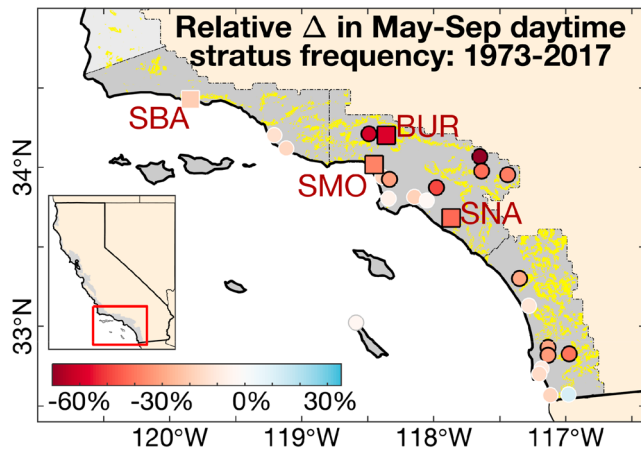 Relative Δ in May-Sep daytime
stratus frequency: 1973-2017
SBA
BUR
SMO
SNA
34°N
33°N
-60% -30% 0% 30%
120°W 119°W 118°W 117°W